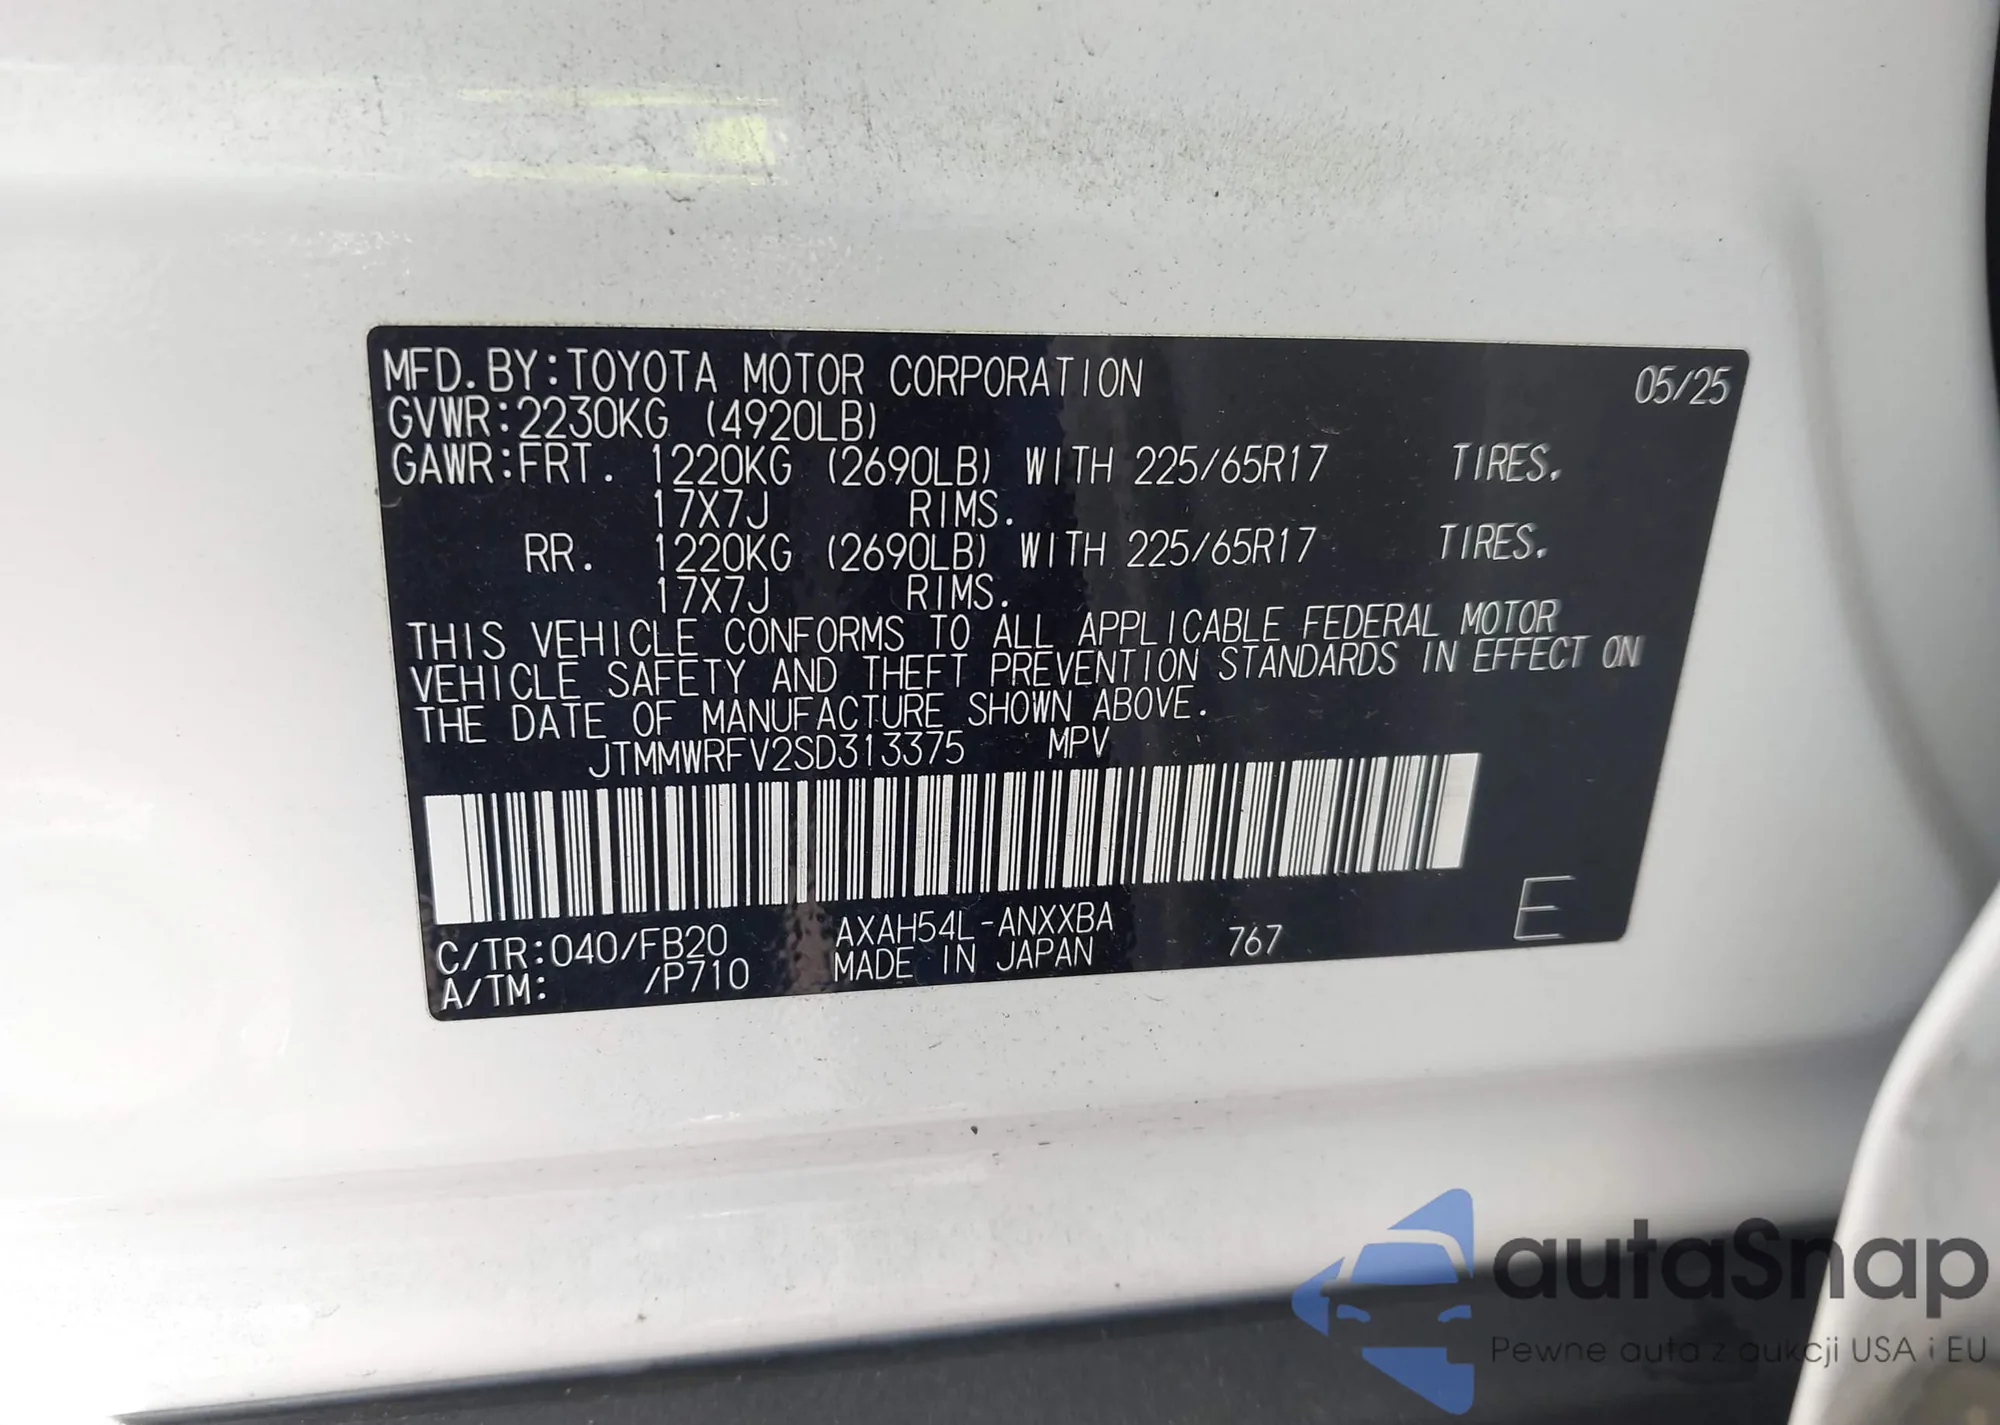 MFD.BY:TOYOTA MOTOR CORPORATION 05/25
GVWR:2230KG (4920LB)
GAWR:FRT. 1220KG (2690LB) WITH 225/65R17 TIRES.
17X7J RIMS.
RR. 1220KG (2690LB) WITH 225/65R17 TIRES.
17X7J RIMS.
THIS VEHICLE CONFORMS TO ALL APPLICABLE FEDERAL MOTOR
VEHICLE SAFETY AND THEFT PREVENTION STANDARDS IN EFFECT ON
THE DATE OF MANUFACTURE SHOWN ABOVE.
JTMMWRFV2SD313375 MPV
E
C/TR:040/FB20 AXAH54L-ANXXBA 767
A/TM: /P710 MADE IN JAPAN
autaSnap
Pewne auta z aukcji USA i EU